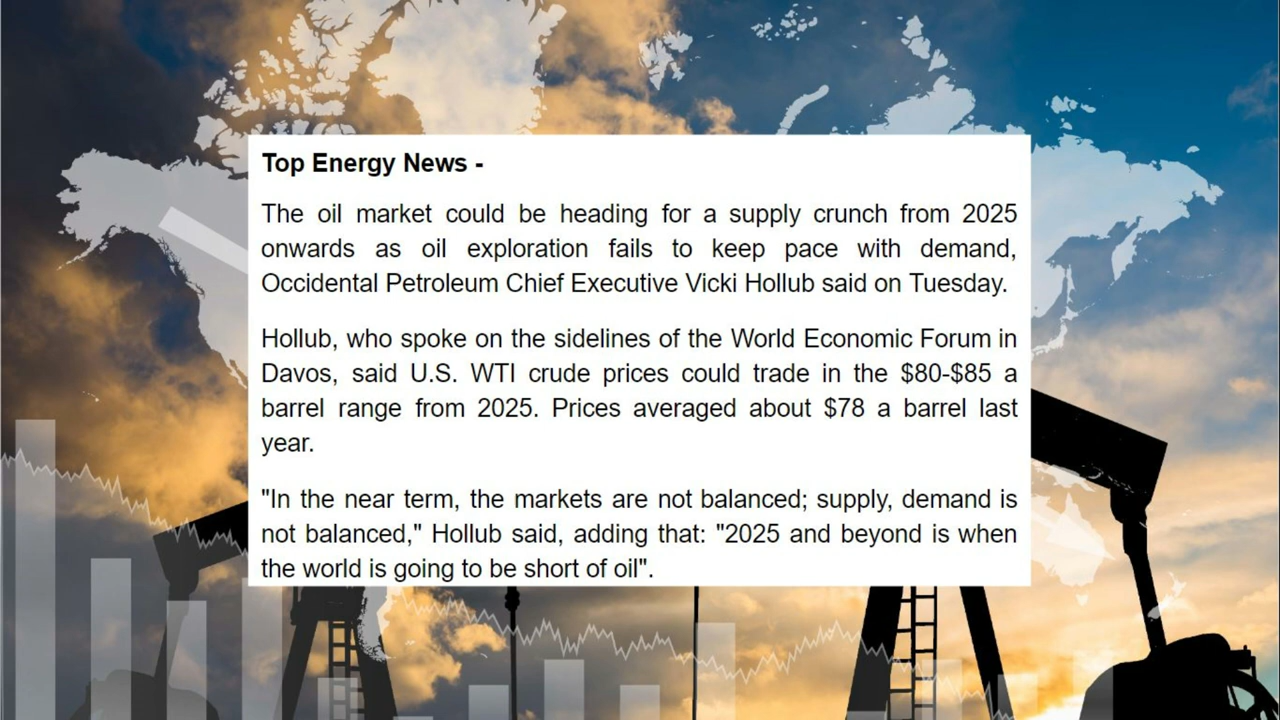 Top Energy News -
The oil market could be heading for a supply crunch from 2025
onwards as oil exploration fails to keep pace with demand,
Occidental Petroleum Chief Executive Vicki Hollub said on Tuesday.
Hollub, who spoke on the sidelines of the World Economic Forum in
Davos, said U.S. WTI crude prices could trade in the $80-$85 a
barrel range from 2025. Prices averaged about $78 a barrel last
year.
"In the near term, the markets are not balanced; supply, demand is
not balanced," Hollub said, adding that: "2025 and beyond is when
the world is going to be short of oil".